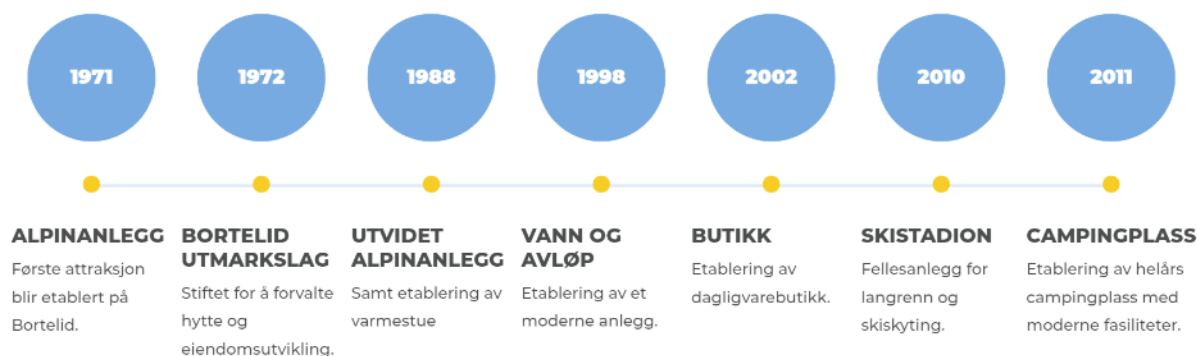 1971
1972
1988
1998
2002
2010
2011
ALPINANLEGG
Første attraksjon
blir etablert på
Bortelid.
BORTELID
UTMARKSLAG
Stiftet for å forvalte
hytte og
eiendomsutvikling.
UTVIDET
ALPINANLEGG
Samt etablering av
varmestue
VANN OG
AVLØP
Etablering av et
moderne anlegg.
BUTIKK
Etablering av
dagligvarebutikk.
SKISTADION
Fellesanlegg for
langrenn og
skiskyting.
CAMPINGPLASS
Etablering av helårs
campingplass med
moderne fasiliteter.